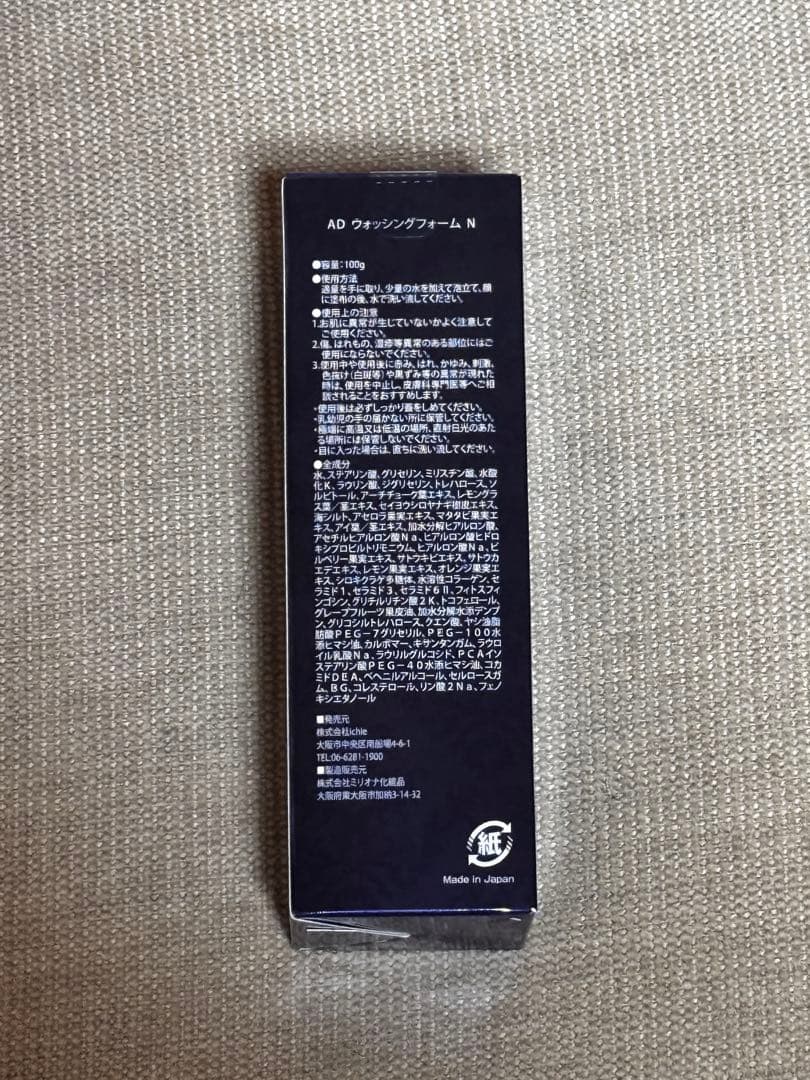 AD ウォッシングフォーム N
●容量:100g
●使用方法
適量を手に取り、少量の水を加えて泡立て、顔
に塗布の後、水で洗い流してください。
●使用上の注意
1.お肌に異常が生じていないかよく注意して
ご使用ください。
2.傷、はれもの、湿疹等異常のある部位にはご
使用にならないでください。
3.使用中や使用後に赤み、はれ、かゆみ、刺激、
色抜け(白斑等)や黒ずみ等の異常が現れた
時は、使用を中止し、皮膚科専門医等へご相
談されることをおすすめします。
・使用後は必ずしっかり蓋をしめてください。
・乳幼児の手の届かない所に保管してください。
・極端に高温又は低温の場所、直射日光のあた
る場所には保管しないでください。
・目に入った場合は、直ちに洗い流してください。
●全成分
水、ステアリン酸、グリセリン、ミリスチン酸、水酸
化K、ラウリン酸、ジグリセリン、トレハロース、ソ
ルビトール、アーチチョーク葉エキス、レモングラ
ス葉/茎エキス、セイヨウシロヤナギ樹皮エキス、
海シルト、アセロラ果実エキス、マタタビ果実エ
キス、アイ葉/茎エキス、加水分解ヒアルロン酸、
アセチルヒアルロン酸Na、ヒアルロン酸ヒドロ
キシプロピルトリモニウム、ヒアルロン酸Na、ビ
ルベリー果実エキス、サトウキビエキス、サトウカ
エデエキス、レモン果実エキス、オレンジ果実エ
キス、シロキクラゲ多糖体、水溶性コラーゲン、セ
ラミド1、セラミド3、セラミド6Ⅱ、フィトスフィ
ンゴシン、グリチルリチン酸2K、トコフェロール、
グレープフルーツ果皮油、加水分解水添デンプ
ン、グリコシルトレハロース、クエン酸、ヤシ油脂
肪酸PEG-7グリセリル、PEG-100水
添ヒマシ油、カルボマー、キサンタンガム、ラウロ
イル乳酸Na、ラウリルグルコシド、PCAイソ
ステアリン酸PEG-40水添ヒマシ油、コカ
ミドDEA、ベヘニルアルコール、セルロースガ
ム、BG、コレステロール、リン酸2Na、フェノ
キシエタノール
■発売元
株式会社ichie
大阪市中央区南船場4-6-1
TEL:06-6281-1900
■製造販売元
株式会社ミリオナ化粧品
大阪府東大阪市加納3-14-32
紙
Made in Japan